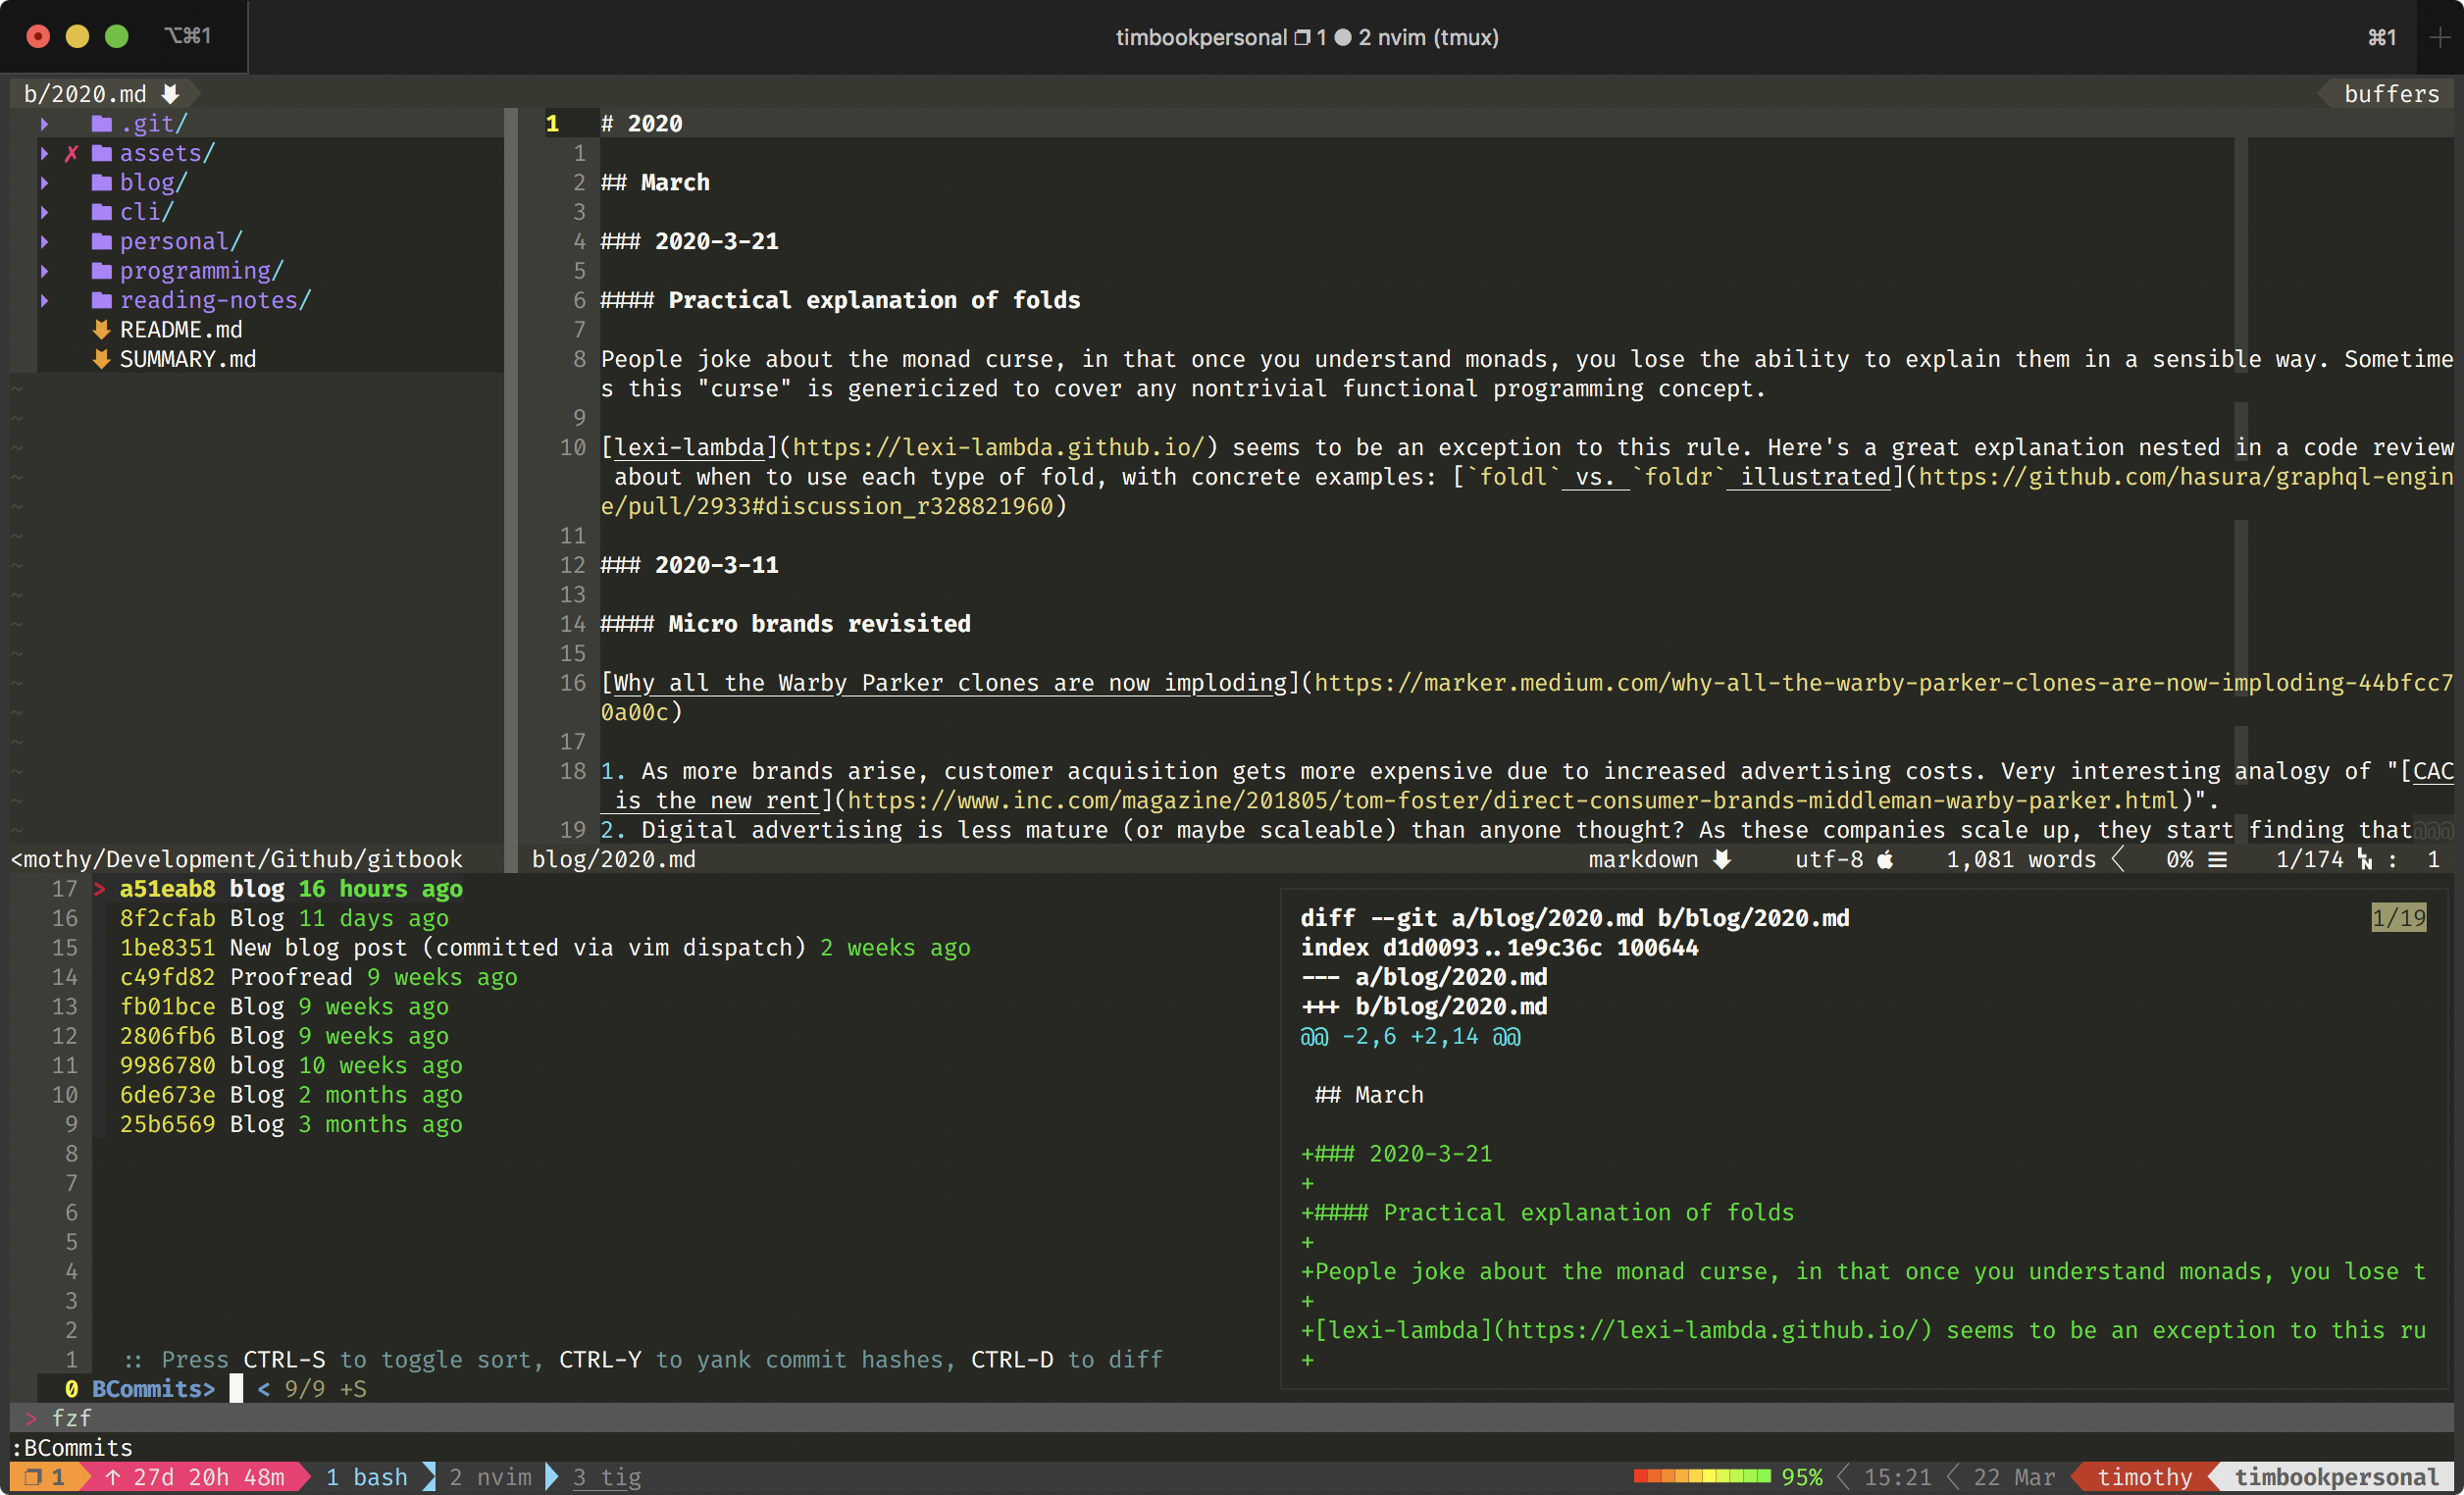 ⌥⌘1
timbookpersonal 1 ● 2 nvim (tmux)
⌘1
b/2020.md
buffers
.git/
✗ assets/
blog/
cli/
personal/
programming/
reading-notes/
README.md
SUMMARY.md
<mothy/Development/Github/gitbook
1 # 2020
1
2 ## March
3
4 ### 2020-3-21
5
6 #### Practical explanation of folds
7
8 People joke about the monad curse, in that once you understand monads, you lose the ability to explain them in a sensible way. Sometime
s this "curse" is genericized to cover any nontrivial functional programming concept.
9
10 [lexi-lambda](https://lexi-lambda.github.io/) seems to be an exception to this rule. Here's a great explanation nested in a code review
about when to use each type of fold, with concrete examples: [`foldl` vs. `foldr` illustrated](https://github.com/hasura/graphql-engin
e/pull/2933#discussion_r328821960)
11
12 ### 2020-3-11
13
14 #### Micro brands revisited
15
16 [Why all the Warby Parker clones are now imploding](https://marker.medium.com/why-all-the-warby-parker-clones-are-now-imploding-44bfcc7
0a00c)
17
18 1. As more brands arise, customer acquisition gets more expensive due to increased advertising costs. Very interesting analogy of "[CAC
is the new rent](https://www.inc.com/magazine/201805/tom-foster/direct-consumer-brands-middleman-warby-parker.html)".
19 2. Digital advertising is less mature (or maybe scaleable) than anyone thought? As these companies scale up, they start finding that@@@
blog/2020.md
markdown utf-8 1,081 words 0% ☰ 1/174 : 1
17 > a51eab8 blog 16 hours ago
16 8f2cfab Blog 11 days ago
15 1be8351 New blog post (committed via vim dispatch) 2 weeks ago
14 c49fd82 Proofread 9 weeks ago
13 fb01bce Blog 9 weeks ago
12 2806fb6 Blog 9 weeks ago
11 9986780 blog 10 weeks ago
10 6de673e Blog 2 months ago
9 25b6569 Blog 3 months ago
8
7
6
5
4
3
2
1 :: Press CTRL-S to toggle sort, CTRL-Y to yank commit hashes, CTRL-D to diff
0 BCommits> < 9/9 +S
diff --git a/blog/2020.md b/blog/2020.md
1/19
index d1d0093..1e9c36c 100644
--- a/blog/2020.md
+++ b/blog/2020.md
@@ -2,6 +2,14 @@
## March
+### 2020-3-21
+
+#### Practical explanation of folds
+
+People joke about the monad curse, in that once you understand monads, you lose t
+
+[lexi-lambda](https://lexi-lambda.github.io/) seems to be an exception to this ru
+
> fzf
:BCommits
1 ↑ 27d 20h 48m 1 bash 2 nvim 3 tig
95% 15:21 22 Mar timothy timbookpersonal